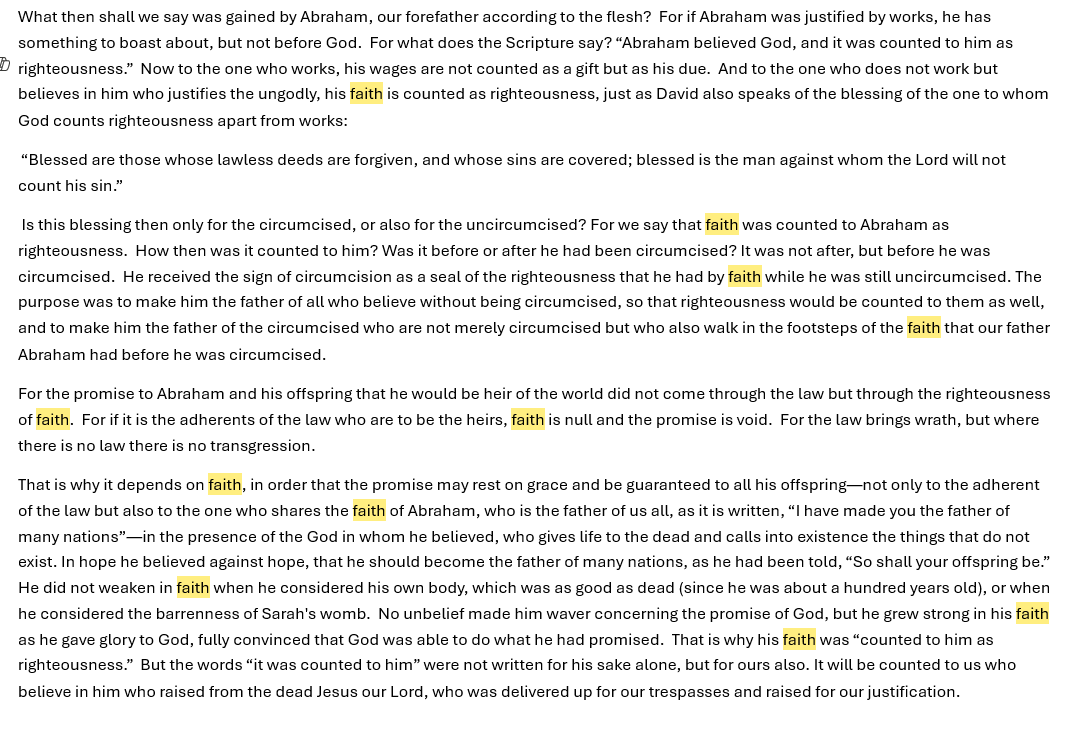 What then shall we say was gained by Abraham, our forefather according to the flesh?  For if Abraham was justified by works, he has
something to boast about, but not before God.  For what does the Scripture say? “Abraham believed God, and it was counted to him as
righteousness.”  Now to the one who works, his wages are not counted as a gift but as his due.  And to the one who does not work but
believes in him who justifies the ungodly, his faith is counted as righteousness, just as David also speaks of the blessing of the one to whom
God counts righteousness apart from works:
“Blessed are those whose lawless deeds are forgiven, and whose sins are covered; blessed is the man against whom the Lord will not
count his sin.”
Is this blessing then only for the circumcised, or also for the uncircumcised? For we say that faith was counted to Abraham as
righteousness.  How then was it counted to him? Was it before or after he had been circumcised? It was not after, but before he was
circumcised.  He received the sign of circumcision as a seal of the righteousness that he had by faith while he was still uncircumcised. The
purpose was to make him the father of all who believe without being circumcised, so that righteousness would be counted to them as well,
and to make him the father of the circumcised who are not merely circumcised but who also walk in the footsteps of the faith that our father
Abraham had before he was circumcised.
For the promise to Abraham and his offspring that he would be heir of the world did not come through the law but through the righteousness
of faith.  For if it is the adherents of the law who are to be the heirs, faith is null and the promise is void.  For the law brings wrath, but where
there is no law there is no transgression.
That is why it depends on faith, in order that the promise may rest on grace and be guaranteed to all his offspring—not only to the adherent
of the law but also to the one who shares the faith of Abraham, who is the father of us all, as it is written, “I have made you the father of
many nations”—in the presence of the God in whom he believed, who gives life to the dead and calls into existence the things that do not
exist. In hope he believed against hope, that he should become the father of many nations, as he had been told, “So shall your offspring be.”
He did not weaken in faith when he considered his own body, which was as good as dead (since he was about a hundred years old), or when
he considered the barrenness of Sarah's womb.  No unbelief made him waver concerning the promise of God, but he grew strong in his faith
as he gave glory to God, fully convinced that God was able to do what he had promised.  That is why his faith was “counted to him as
righteousness.”  But the words “it was counted to him” were not written for his sake alone, but for ours also. It will be counted to us who
believe in him who raised from the dead Jesus our Lord, who was delivered up for our trespasses and raised for our justification.